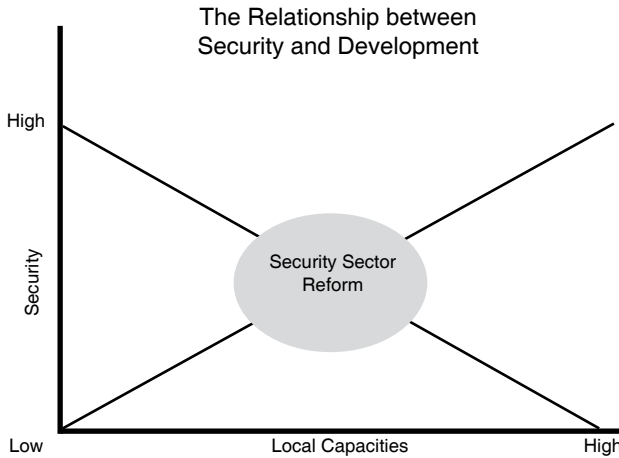 The Relationship between
Security and Development
High
Security
Security Sector
Reform
Low
Local Capacities
High